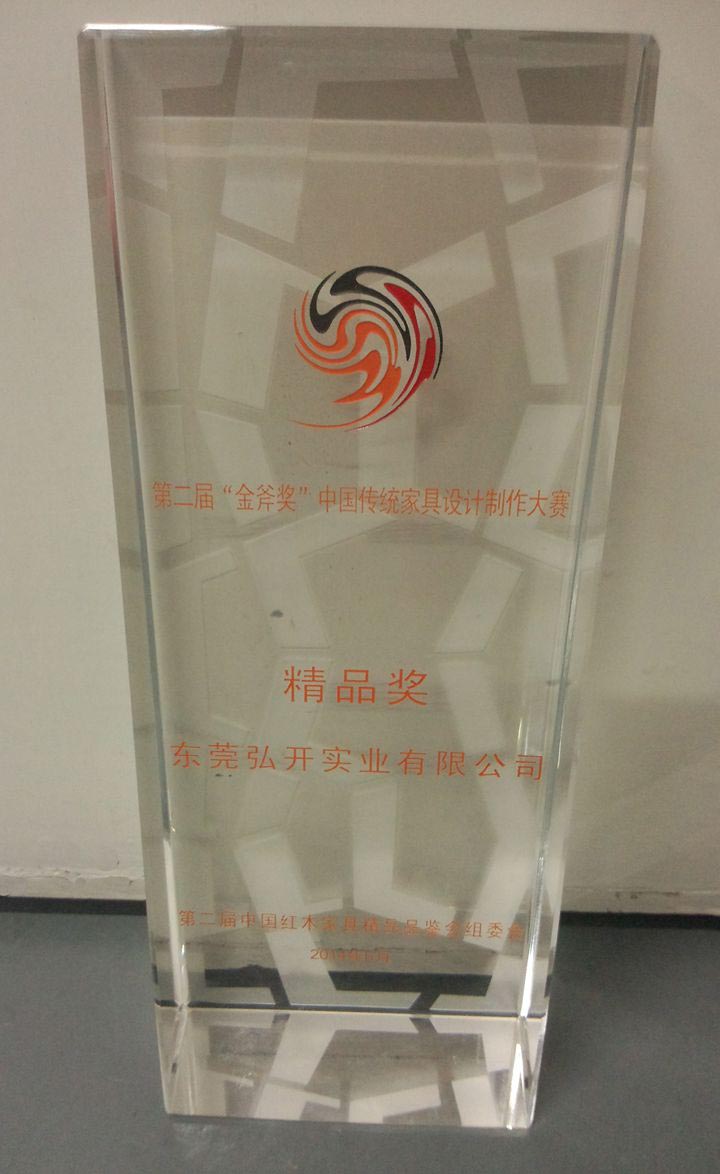 第二届“金斧奖”中国传统家具设计制作大赛
精品奖
东莞弘开实业有限公司
第二届中国红木家具精品品鉴会组委会